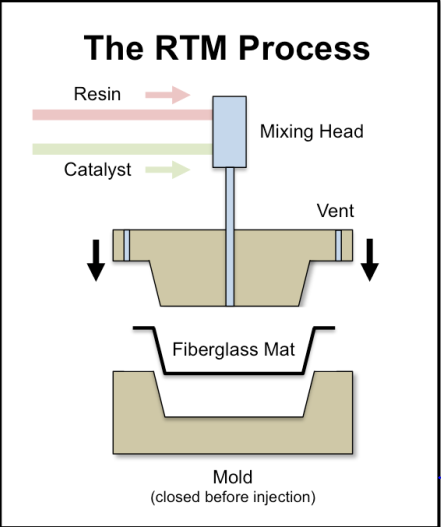 The RTM Process
Resin
Mixing Head
Catalyst
Vent
Fiberglass Mat
Mold
(closed before injection)